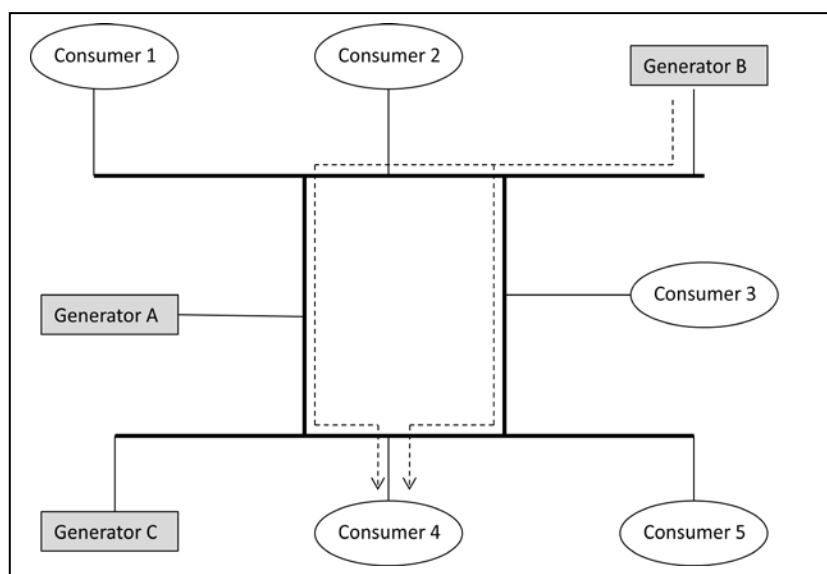 Consumer 1
Consumer 2
Generator B
Consumer 3
Generator A
Generator C
Consumer 4
Consumer 5